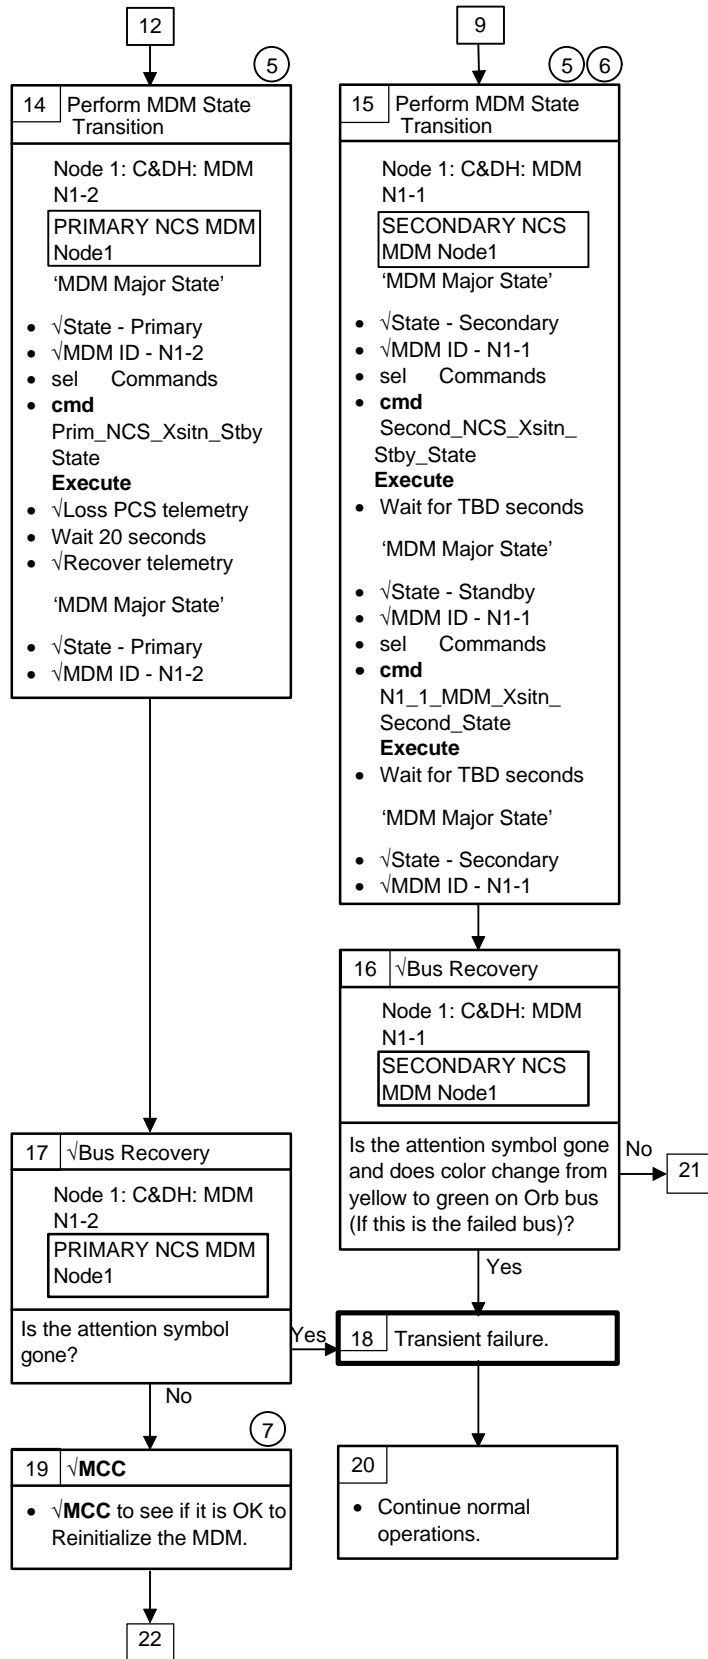 12
5
14 Perform MDM State
Transition
Node 1: C&DH: MDM
N1-2
PRIMARY NCS MDM
Node1
‘MDM Major State’
• √State - Primary
• √MDM ID - N1-2
• sel Commands
• cmd
Prim_NCS_Xsitn_Stby
State
Execute
• √Loss PCS telemetry
• Wait 20 seconds
• √Recover telemetry
‘MDM Major State’
• √State - Primary
• √MDM ID - N1-2
9
5 6
15 Perform MDM State
Transition
Node 1: C&DH: MDM
N1-1
SECONDARY NCS
MDM Node1
‘MDM Major State’
• √State - Secondary
• √MDM ID - N1-1
• sel Commands
• cmd
Second_NCS_Xsitn_
Stby_State
Execute
• Wait for TBD seconds
‘MDM Major State’
• √State - Standby
• √MDM ID - N1-1
• sel Commands
• cmd
N1_1_MDM_Xsitn_
Second_State
Execute
• Wait for TBD seconds
‘MDM Major State’
• √State - Secondary
• √MDM ID - N1-1
16 √Bus Recovery
Node 1: C&DH: MDM
N1-1
SECONDARY NCS
MDM Node1
Is the attention symbol gone
and does color change from
yellow to green on Orb bus
(If this is the failed bus)?
No
21
Yes
17 √Bus Recovery
Node 1: C&DH: MDM
N1-2
PRIMARY NCS MDM
Node1
Is the attention symbol
gone?
Yes
18 Transient failure.
No
7
19 √MCC
• √MCC to see if it is OK to
Reinitialize the MDM.
20
• Continue normal
operations.
22